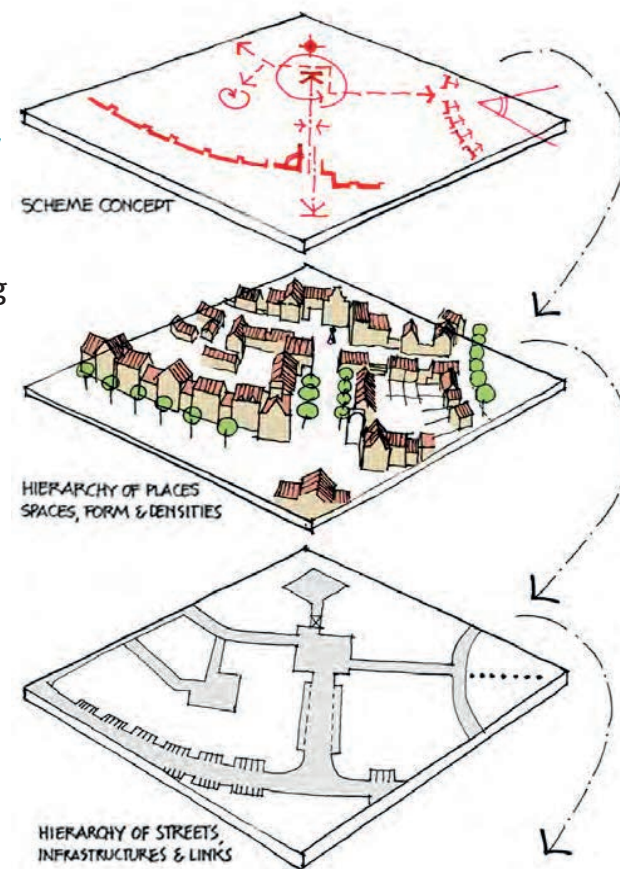 SCHEME CONCEPT
g
HIERARCHY OF PLACES
SPACES, FORM & DENSITIES
HIERARCHY OF STREETS,
INFRASTRUCTURES & LINKS